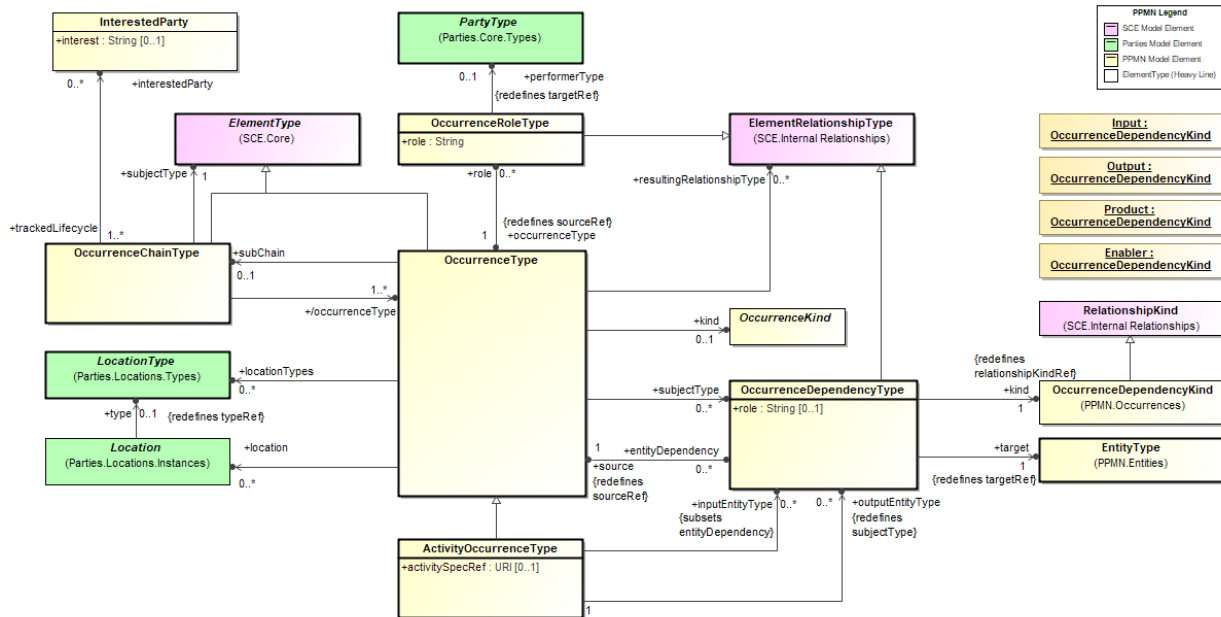 InterestedParty
+interest : String [0..1]
0..*
+interestedParty
PartyType
(Parties.Core.Types)
0..1
+performerType
{redefines targetRef}
PPMN Legend
SCE Model Element
Parties Model Element
PPMN Model Element
ElementType (Heavy Line)
ElementType
(SCE.Core)
OccurrenceRoleType
+role : String
ElementRelationshipType
(SCE.Internal Relationships)
Input :
OccurrenceDependencyKind
Output :
OccurrenceDependencyKind
Product :
OccurrenceDependencyKind
Enabler :
OccurrenceDependencyKind
+subjectType
1
+role
0..*
+resultingRelationshipType
0..*
+trackedLifecycle
1..*
{redefines sourceRef}
1
+occurrenceType
OccurrenceChainType
+subChain
0..1
1..*
+/occurrenceType
OccurrenceType
+kind
0..1
OccurrenceKind
RelationshipKind
(SCE.Internal Relationships)
LocationType
(Parties.Locations.Types)
+locationTypes
0..*
+type
0..1
{redefines typeRef}
Location
(Parties.Locations.Instances)
+location
0..*
+subjectType
0..*
OccurrenceDependencyType
+role : String [0..1]
{redefines
relationshipKindRef}
+kind
1
OccurrenceDependencyKind
(PPMN.Occurrences)
1
+entityDependency
+source
0..*
{redefines
sourceRef}
+target
1
{redefines targetRef}
EntityType
(PPMN.Entities)
+inputEntityType
0..*
{subsets
entityDependency}
0..*
+outputEntityType
{redefines
subjectType}
ActivityOccurrenceType
+activitySpecRef : URI [0..1]
1